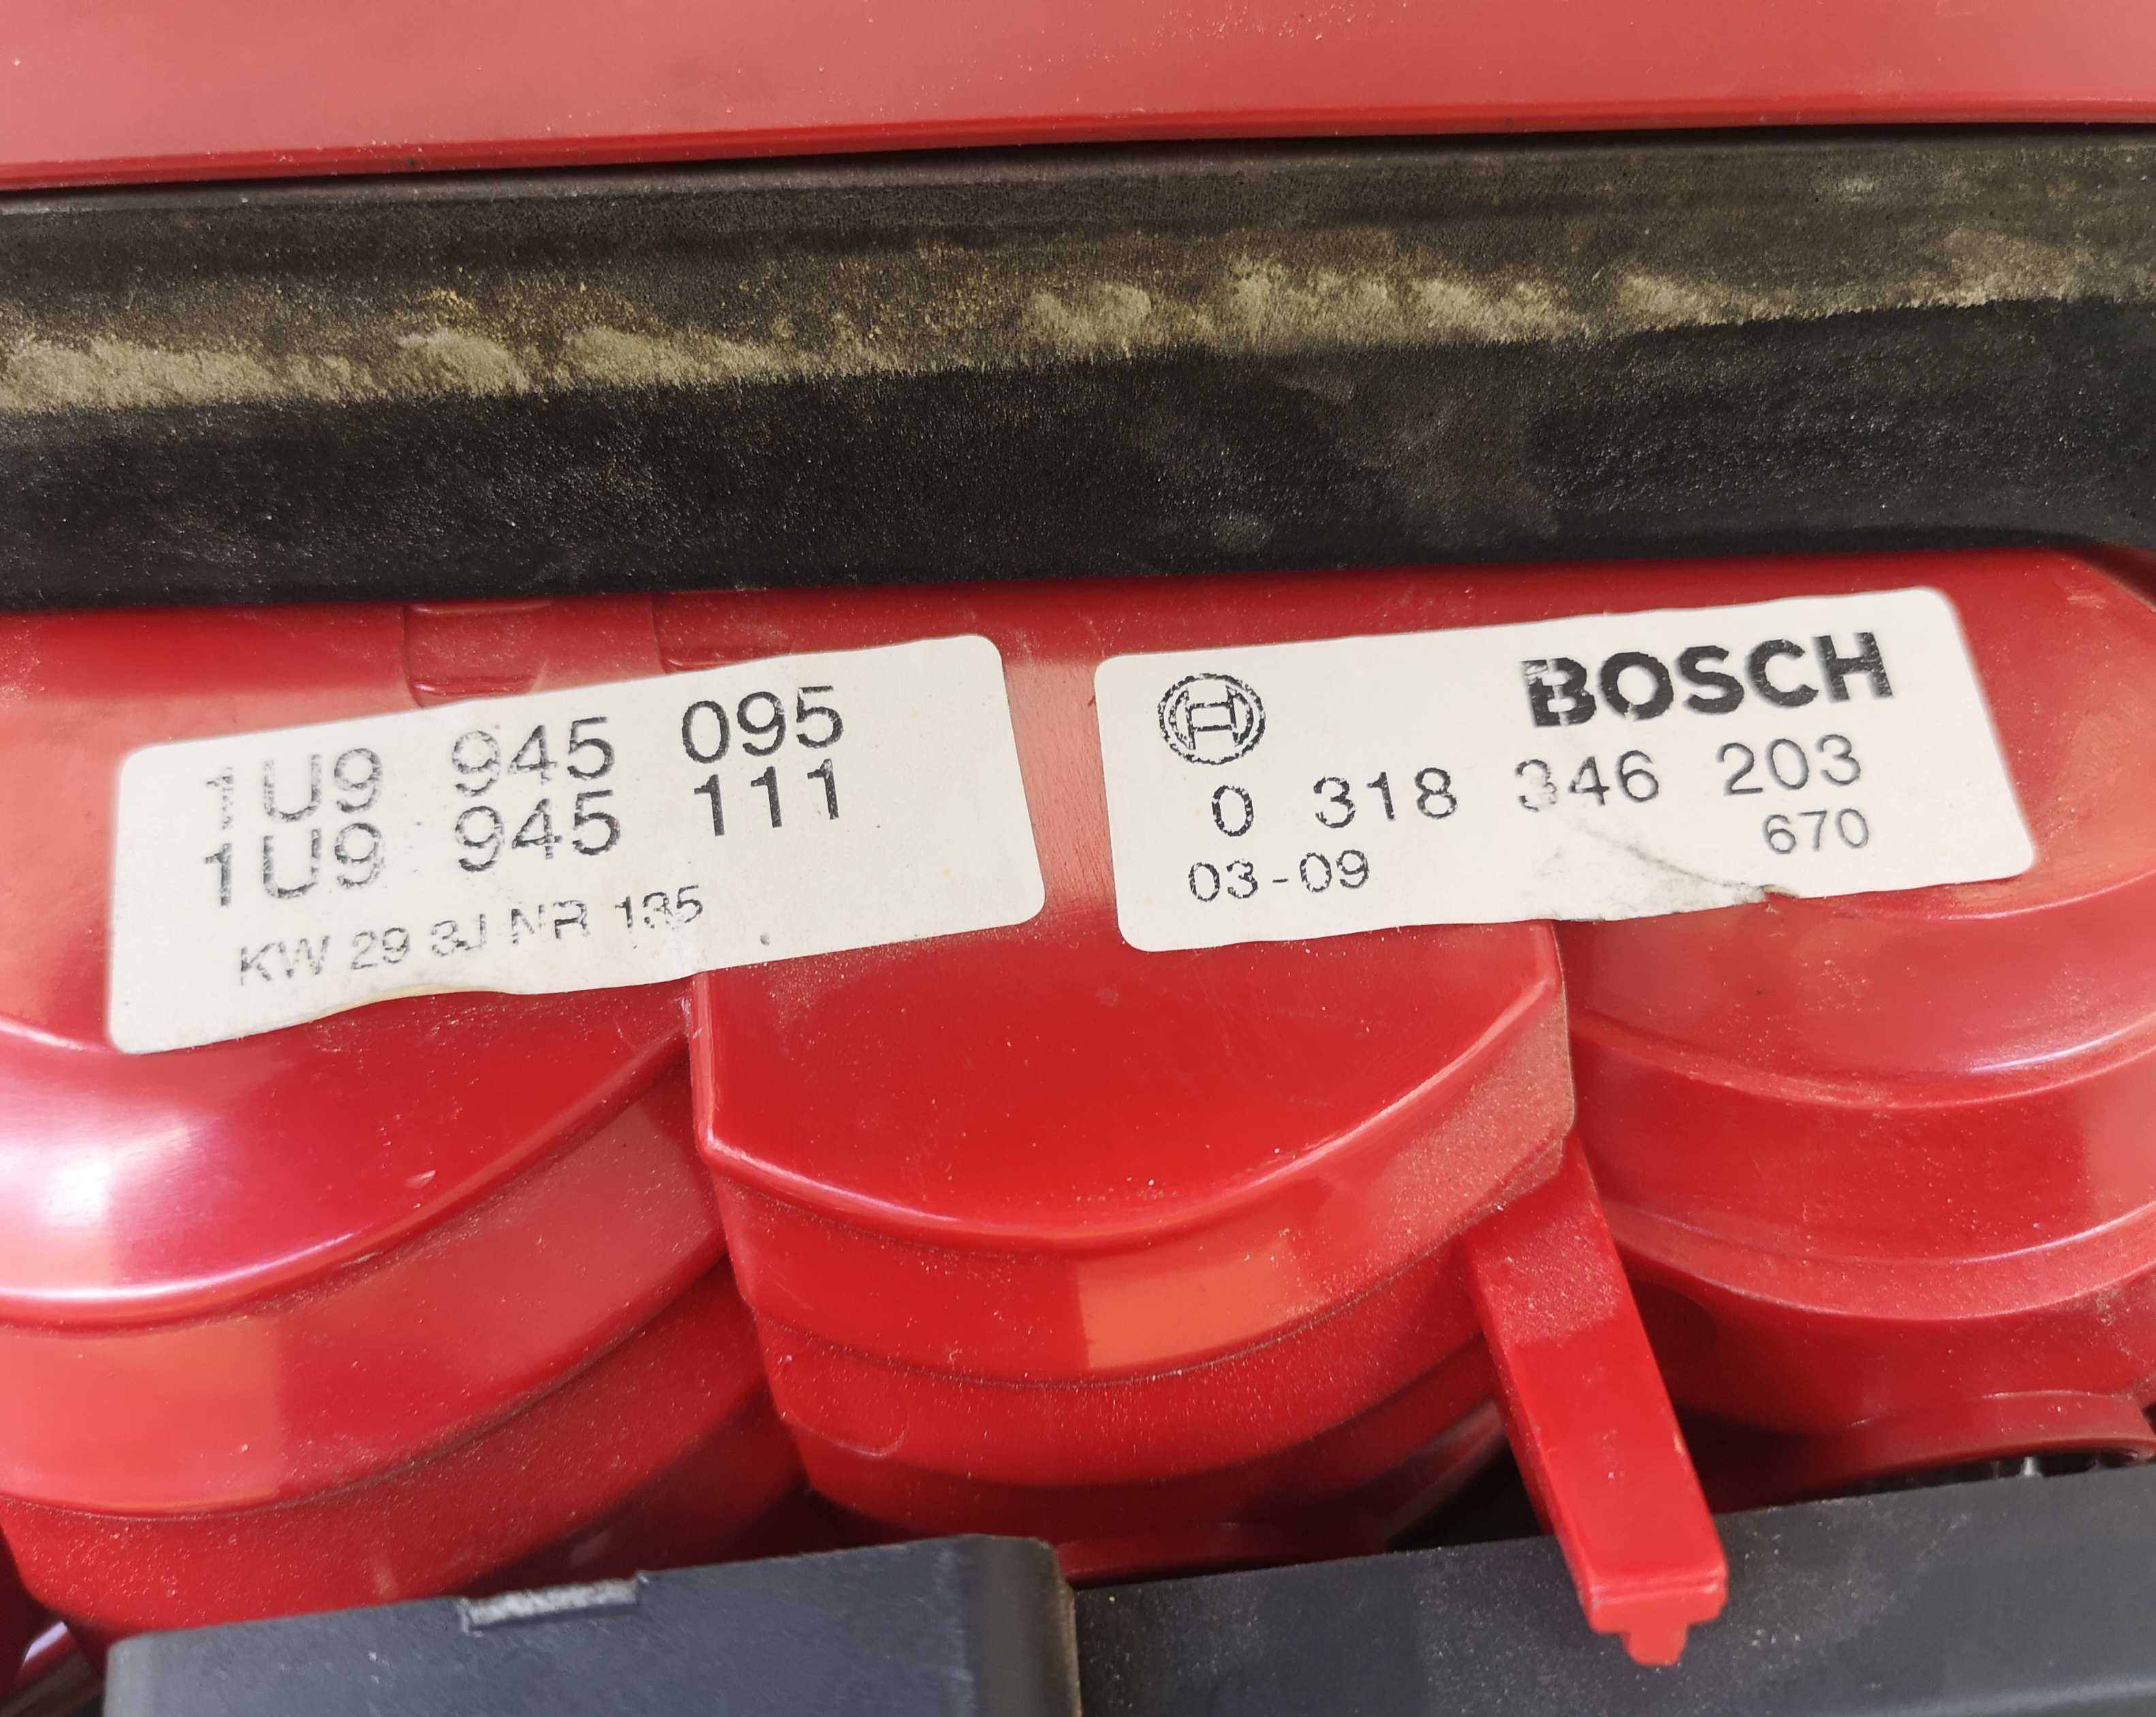 1U9 945 095
1U9 945 111
KW 29 3J NR 135
BOSCH
0 318 346 203
670
03-09